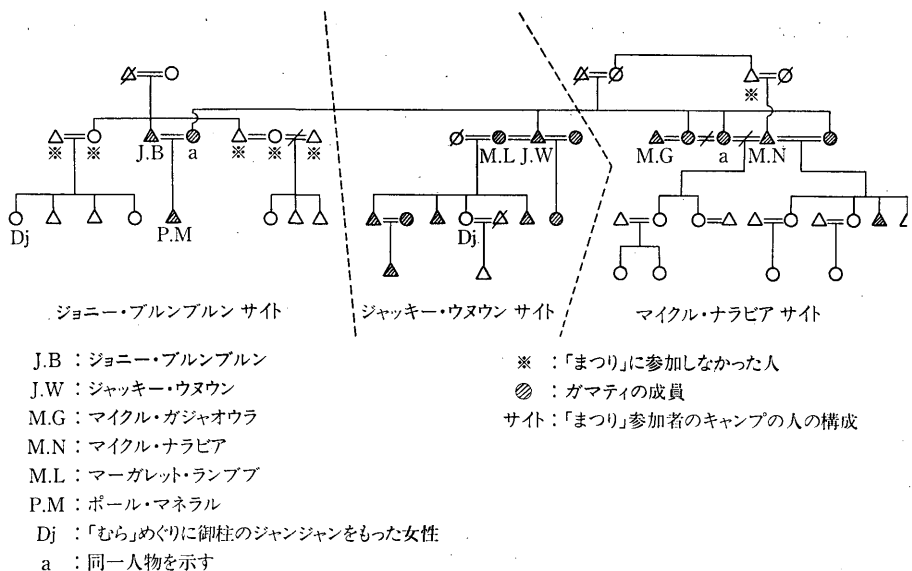 ※
※ ※ J.B a ※ ※ ※ M.L J.W M.G a M.N
Dj P.M Dj
ジョニー・ブルンブルン サイト ジャッキー・ウヌウン サイト マイクル・ナラビア サイト
J.B : ジョニー・ブルンブルン
J.W : ジャッキー・ウヌウン
M.G : マイクル・ガジャオウラ
M.N : マイクル・ナラビア
M.L : マーガレット・ランブブ
P.M : ポール・マネラル
Dj : 「むら」めぐりに御柱のジャンジャンをもった女性
a : 同一人物を示す
※ : 「まつり」に参加しなかった人
: ガマティの成員
サイト : 「まつり」参加者のキャンプの人の構成